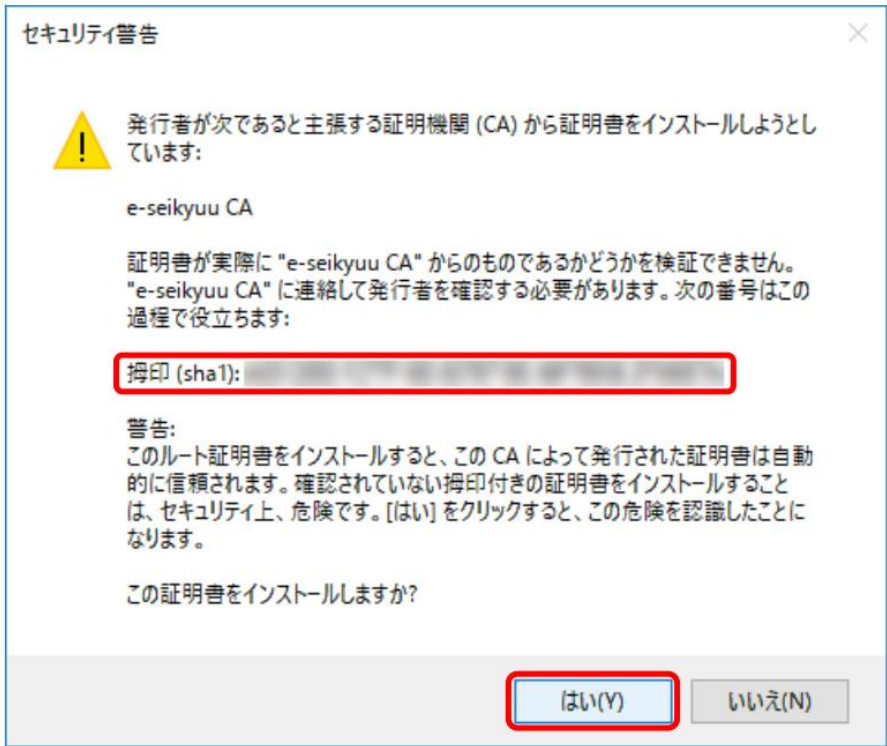 セキュリティ警告
発行者が次であると主張する証明機関 (CA) から証明書をインストールしようとし
ています:
e-seikyuu CA
証明書が実際に "e-seikyuu CA" からのものであるかどうかを検証できません。
"e-seikyuu CA" に連絡して発行者を確認する必要があります。次の番号はこの
過程で役立ちます:
拇印 (sha1):
警告:
このルート証明書をインストールすると、この CA によって発行された証明書は自動
的に信頼されます。確認されていない拇印付きの証明書をインストールすること
は、セキュリティ上、危険です。[はい] をクリックすると、この危険を認識したことに
なります。
この証明書をインストールしますか?
はい(Y)
いいえ(N)